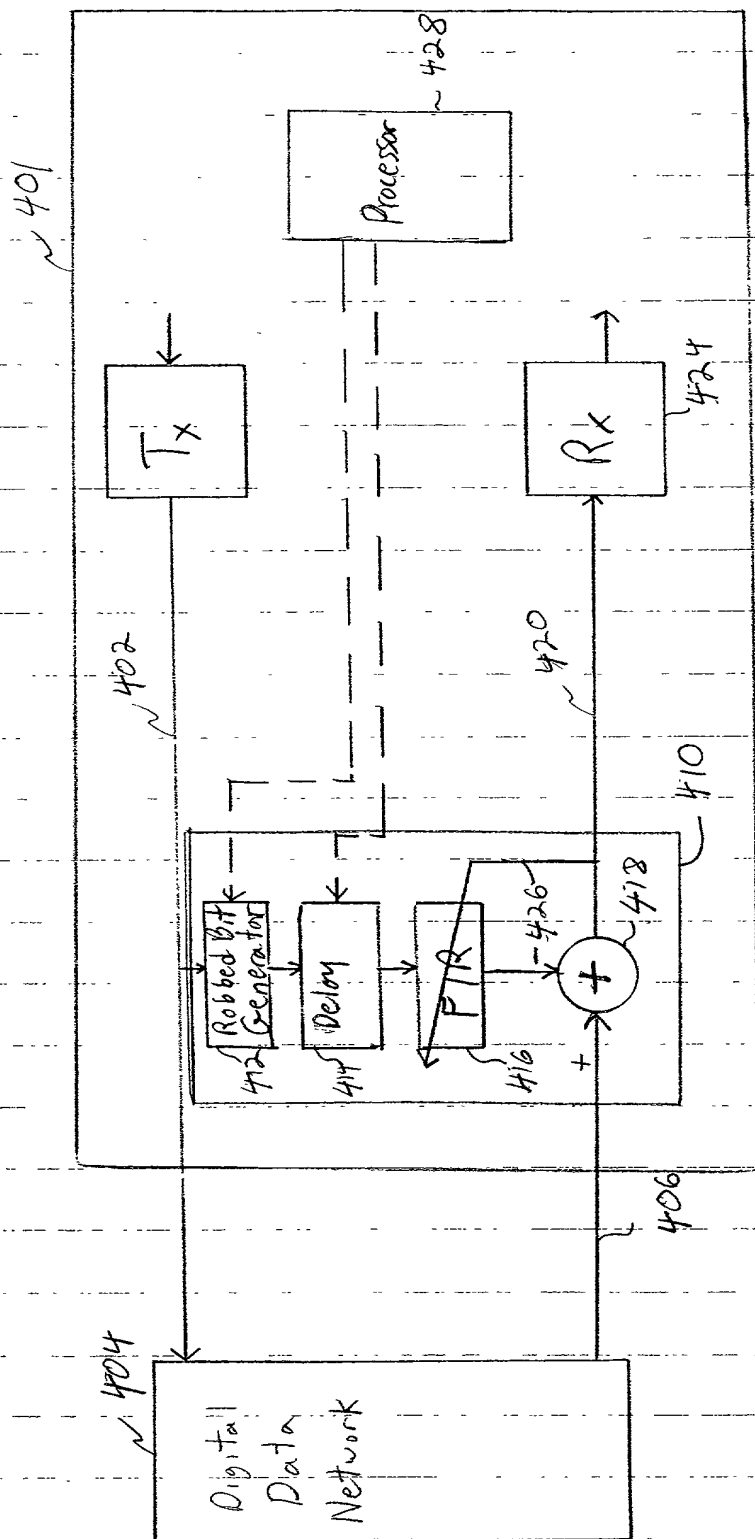 401
404
402
Tx
Digital
Data
Network
Robbed Bit
Generator
412
Delay
414
Processor
428
FIR
416
-
426
+
+
418
410
406
420
Rx
424